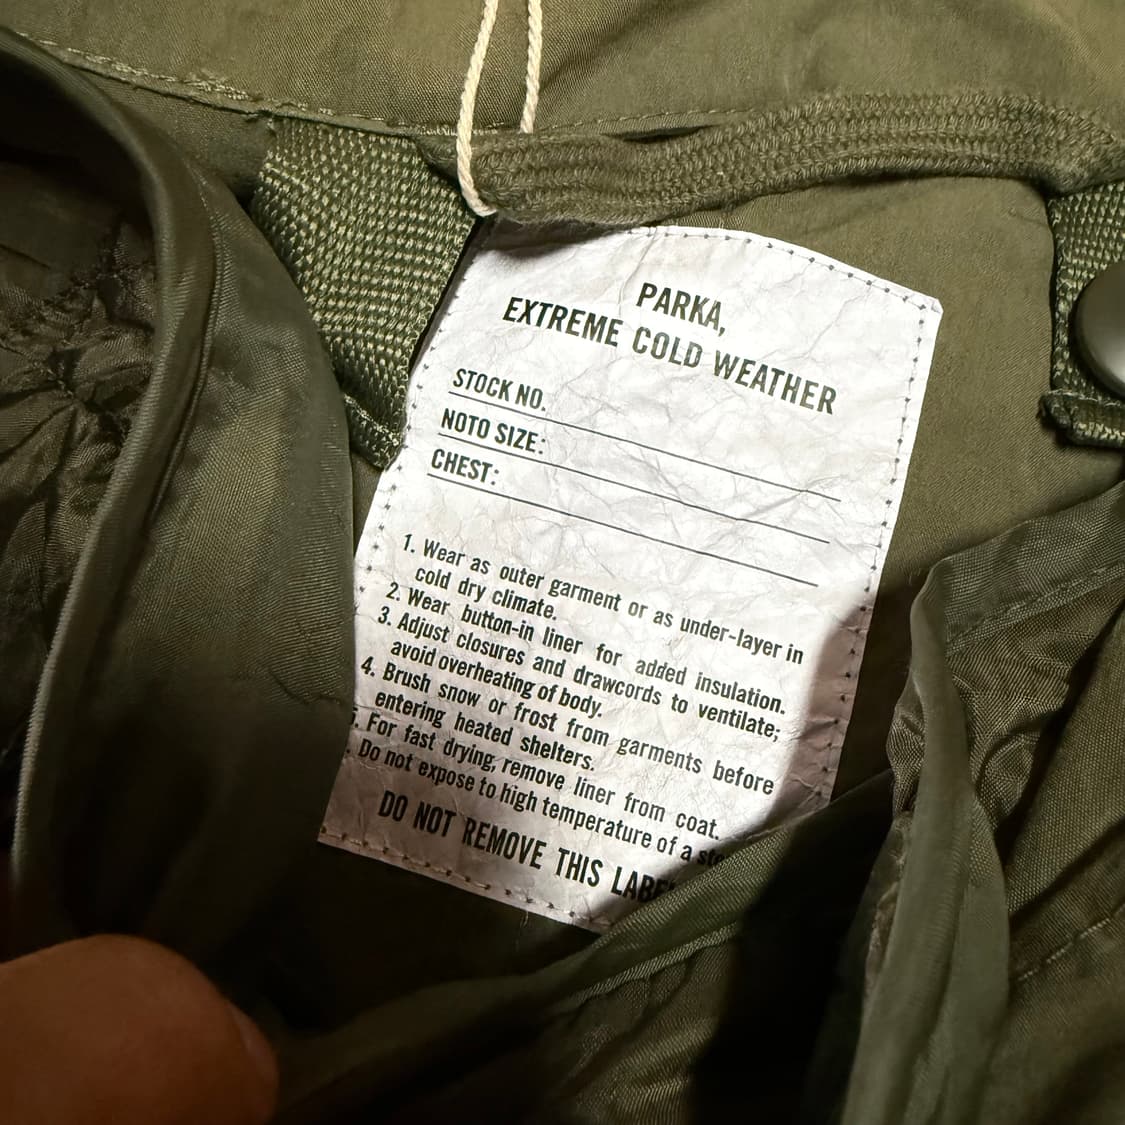 PARKA,
EXTREME COLD WEATHER
STOCK NO.
NOTO SIZE:
CHEST:
1. Wear as outer garment or as under-layer in
cold dry climate.
2. Wear button-in liner for added insulation.
3. Adjust closures and drawcords to ventilate;
avoid overheating of body.
4. Brush snow or frost from garments before
entering heated shelters.
. For fast drying, remove liner from coat.
. Do not expose to high temperature of a
DO NOT REMOVE THIS LABE